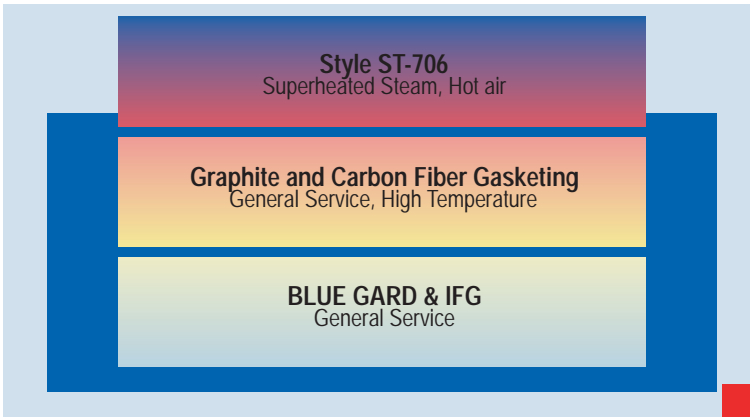 Style ST-706
Superheated Steam, Hot air
Graphite and Carbon Fiber Gasketing
General Service, High Temperature
BLUE GARD & IFG
General Service